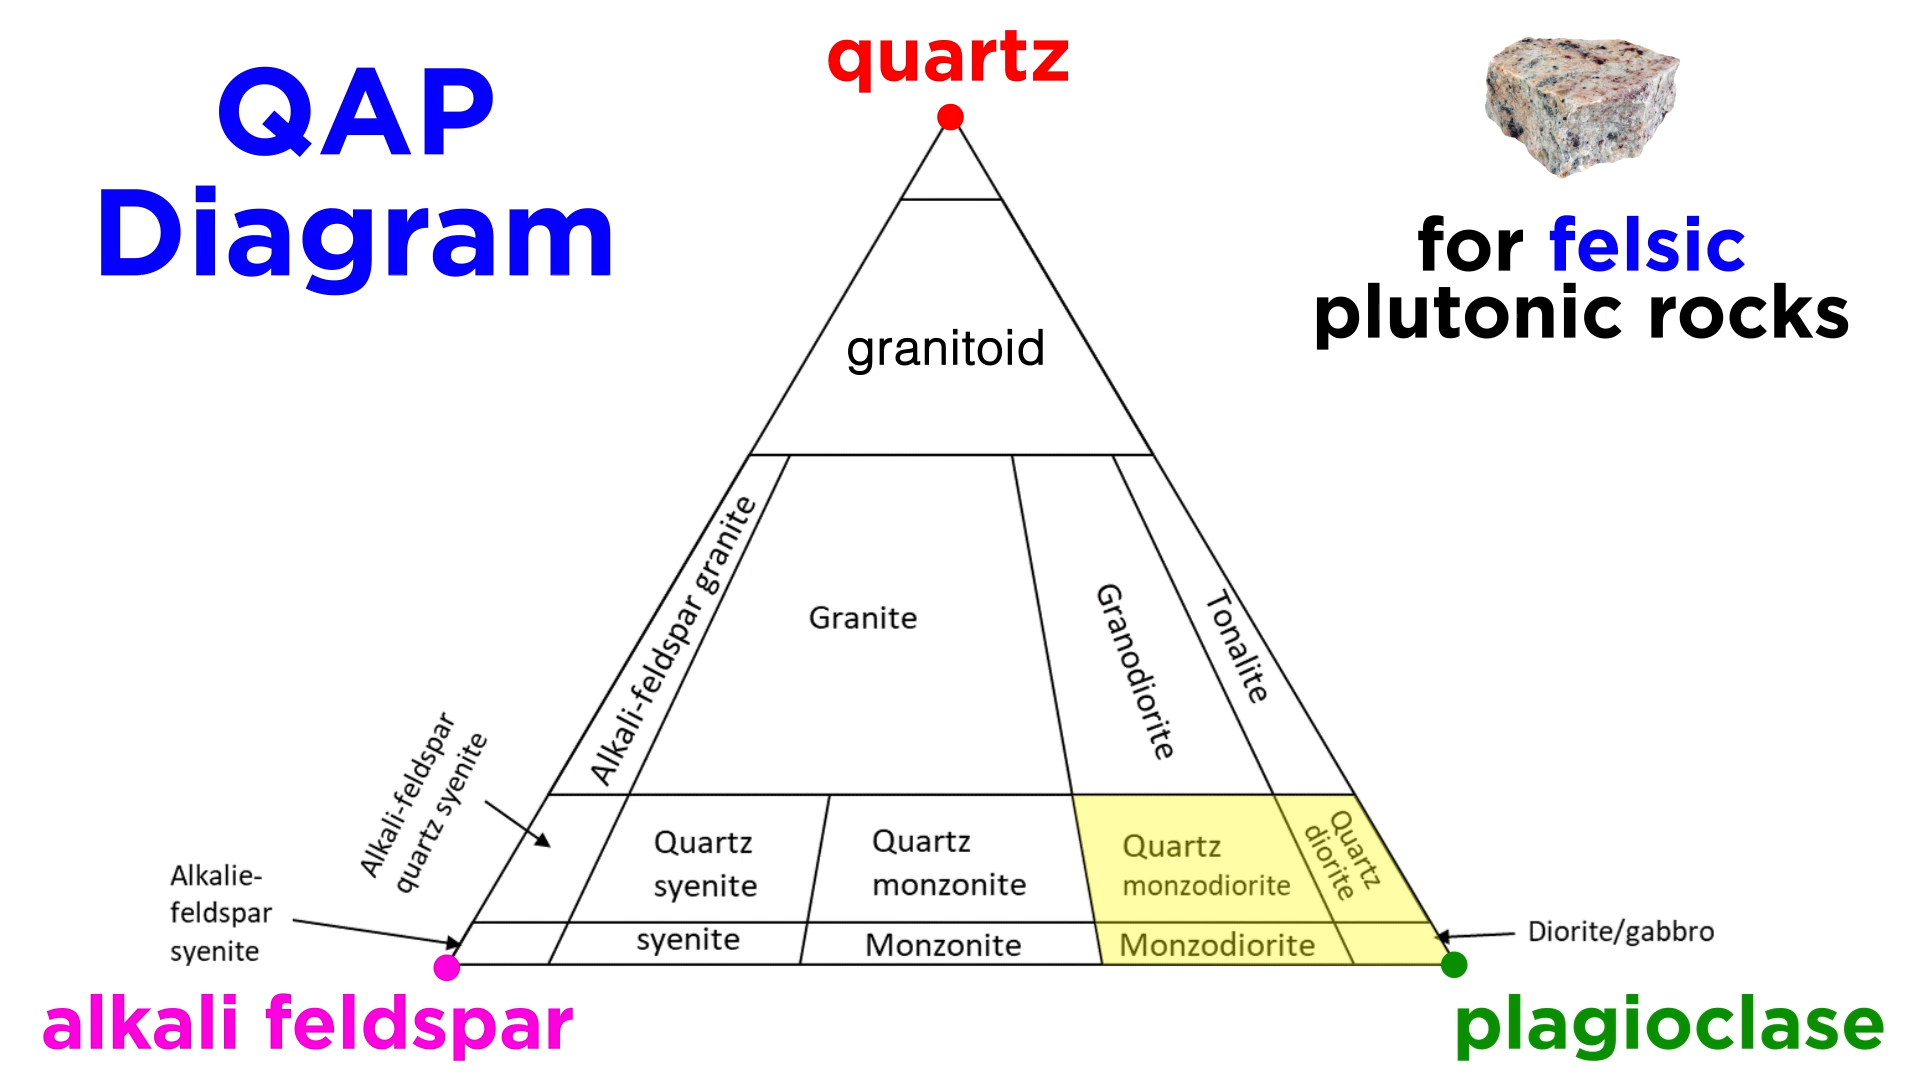 QAP
Diagram
quartz
for felsic
plutonic rocks
granitoid
Alkali-feldspar granite
Granite
Granodiorite
Tonalite
Alkali-feldspar
quartz syenite
Quartz
syenite
Quartz
monzonite
Quartz
monzodiorite
Quartz
diorite
Alkalie-
feldspar
syenite
syenite
Monzonite
Monzodiorite
Diorite/gabbro
alkali feldspar
plagioclase